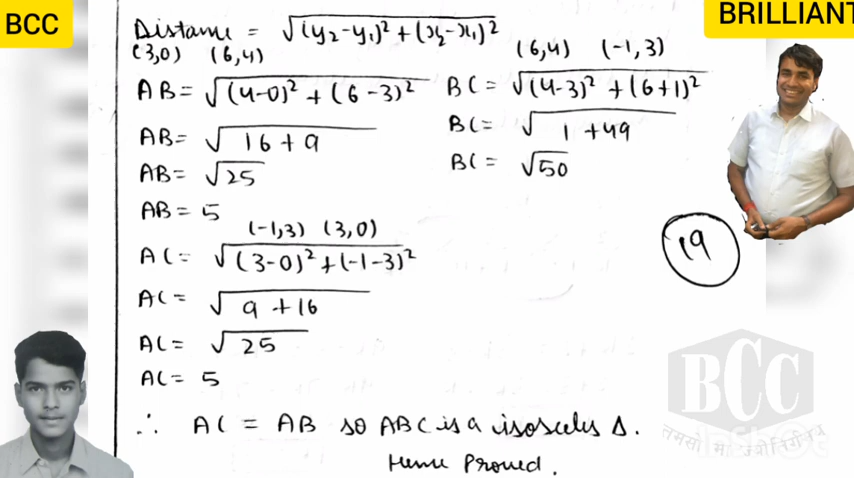 BCC
BRILLIANT
Distance = √(y₂-y₁)² + (x₂-x₁)²
(3,0) (6,4)
AB = √(4-0)² + (6-3)²
AB = √16 + 9
AB = √25
AB = 5
(6,4) (-1,3)
BC = √(4-3)² + (6+1)²
BC = √1 + 49
BC = √50
(-1,3) (3,0)
AC = √(3-0)² + (-1-3)²
AC = √9 + 16
AC = √25
AC = 5
19
∴ AC = AB so ABC is a isosceles Δ.
Hence Proved.
BCC
InShot